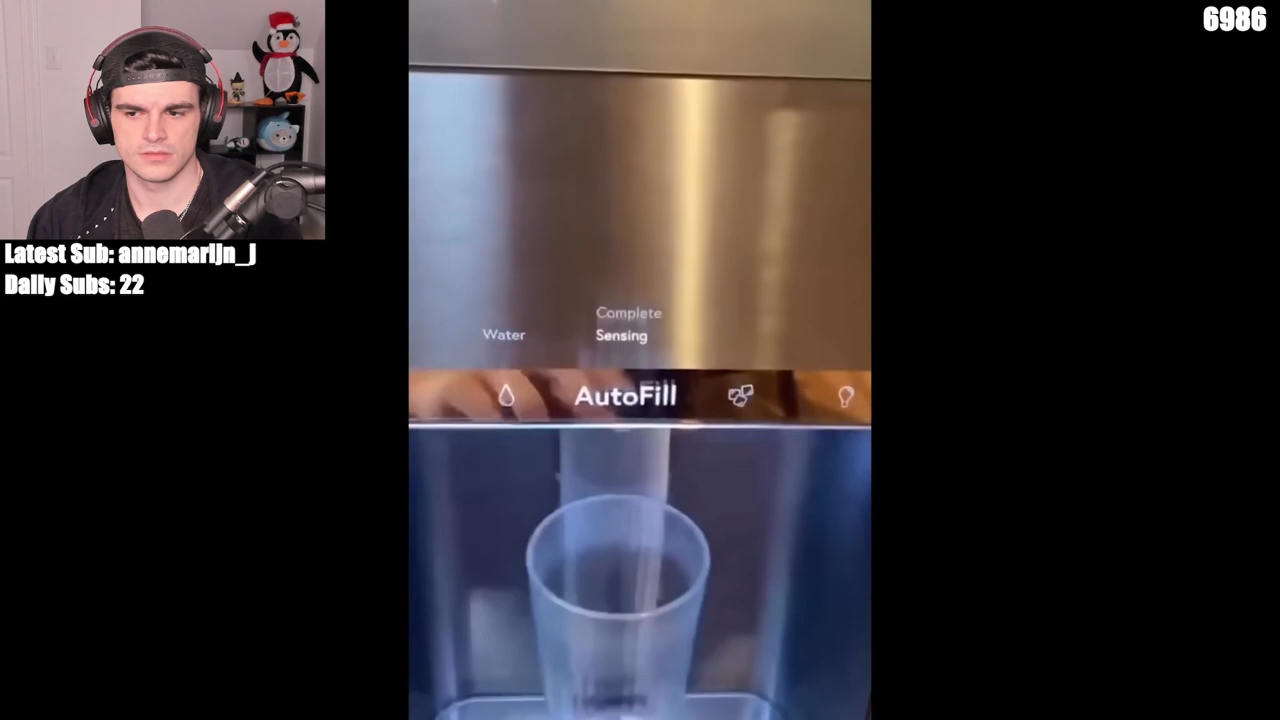 6986
Latest Sub: annemarijn_J
Daily Subs: 22
Complete
Water Sensing
AutoFill